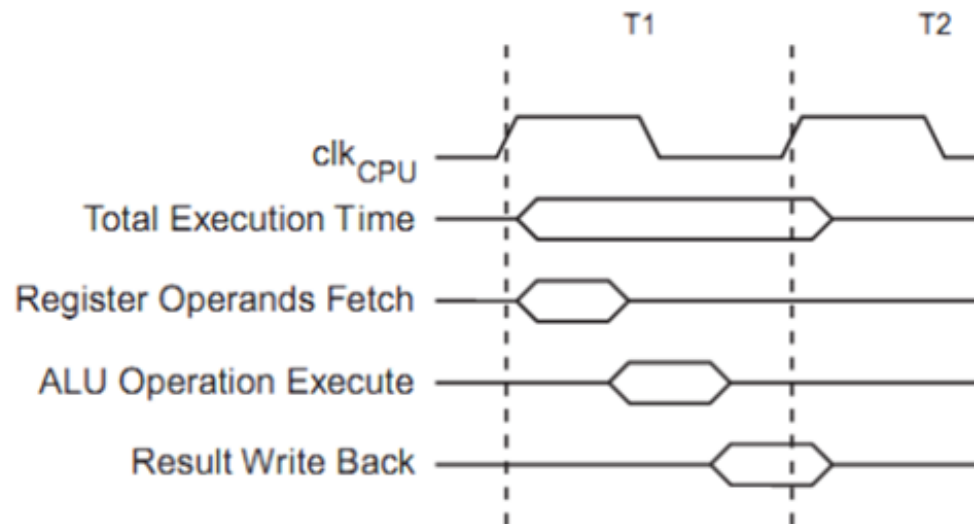 T1
T2
clkCPU
Total Execution Time
Register Operands Fetch
ALU Operation Execute
Result Write Back